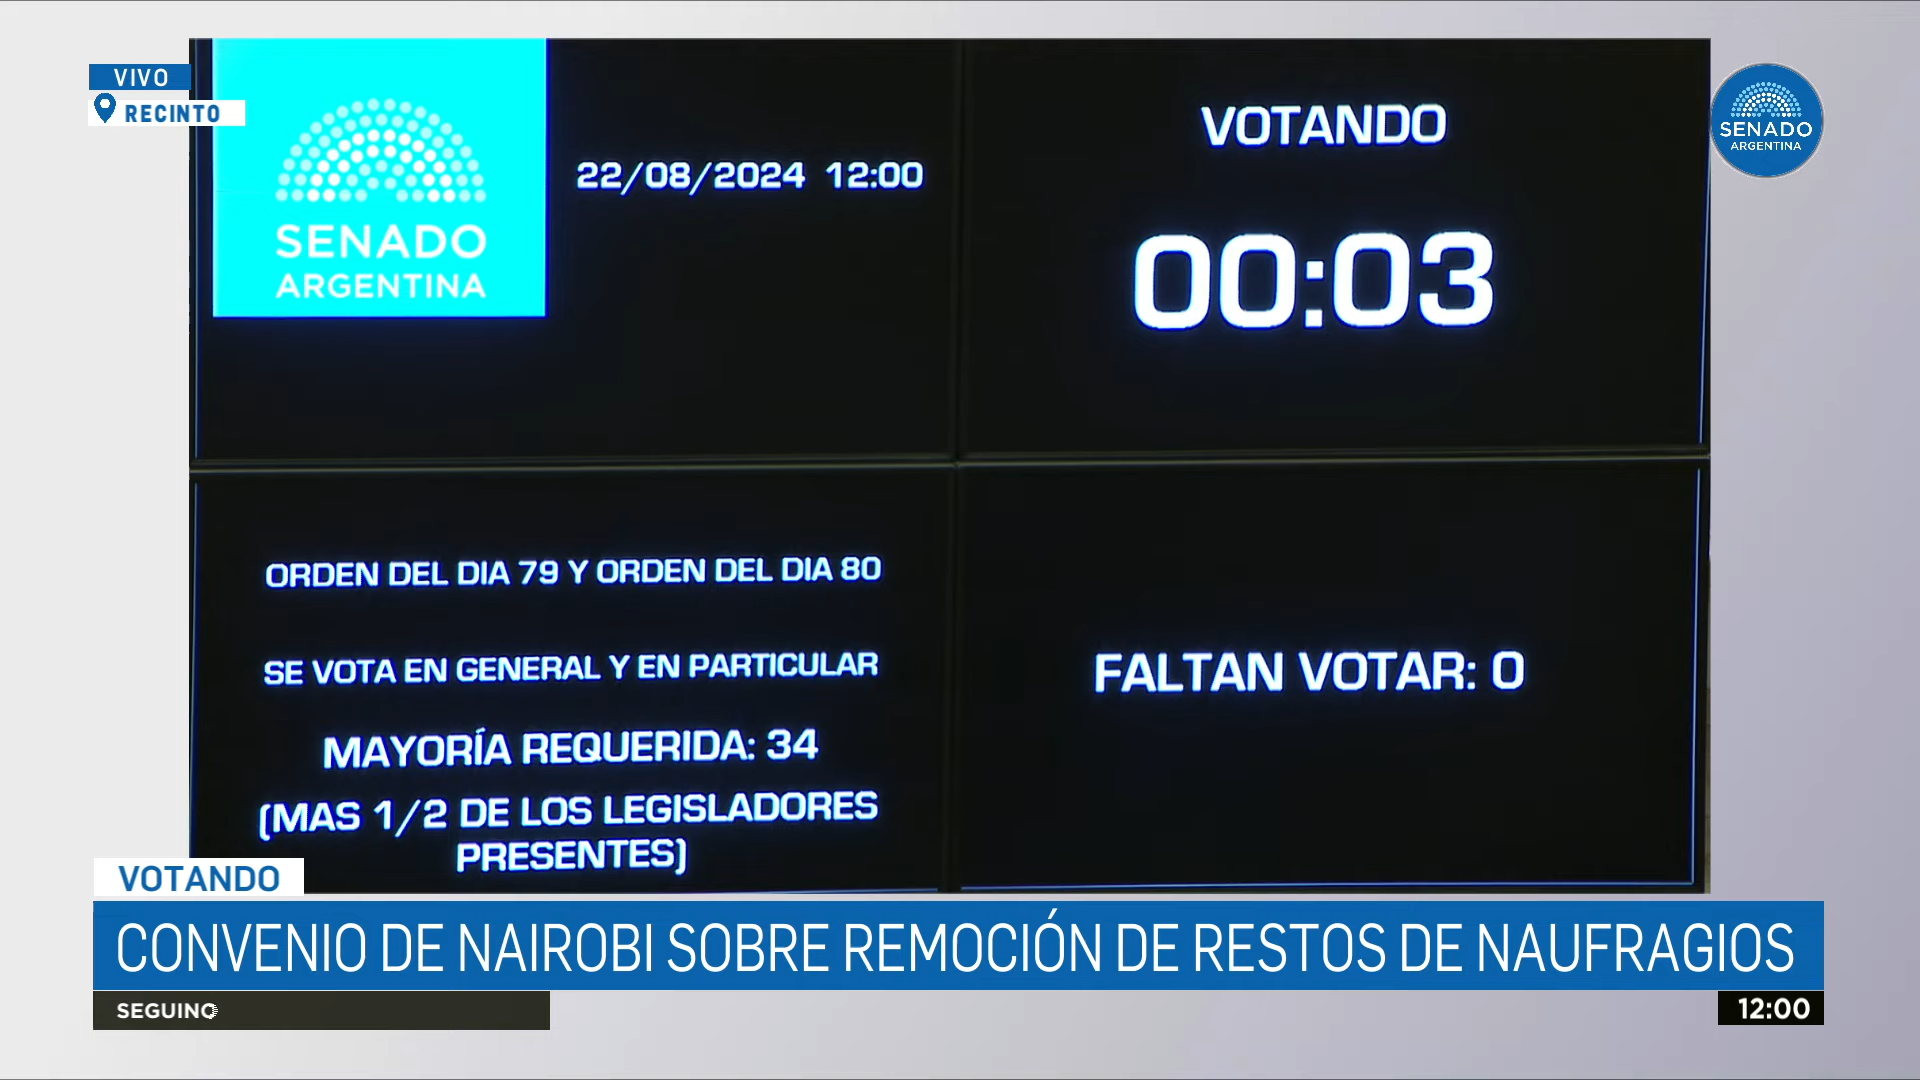 VIVO
RECINTO
SENADO
ARGENTINA
22/08/2024 12:00
VOTANDO
00:03
SENADO
ARGENTINA
ORDEN DEL DIA 79 Y ORDEN DEL DIA 80
SE VOTA EN GENERAL Y EN PARTICULAR
MAYORÍA REQUERIDA: 34
(MAS 1/2 DE LOS LEGISLADORES
PRESENTES)
FALTAN VOTAR: 0
VOTANDO
CONVENIO DE NAIROBI SOBRE REMOCIÓN DE RESTOS DE NAUFRAGIOS
12:00